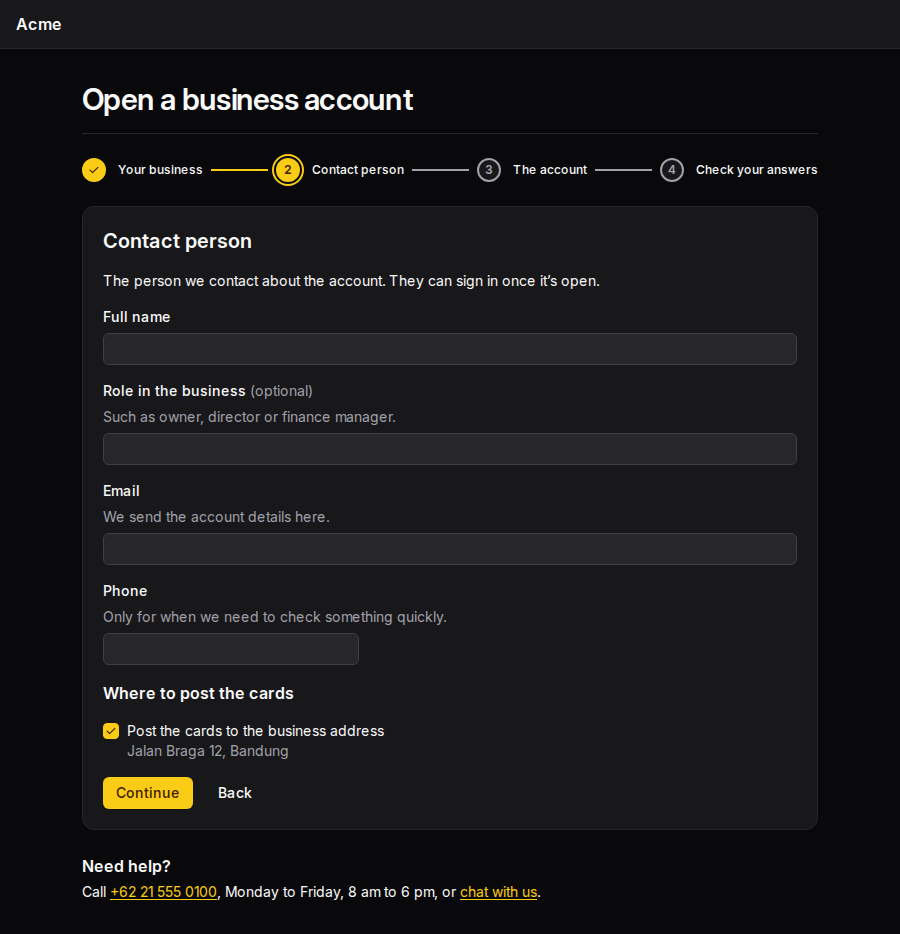 Acme
Open a business account
Your business 2 Contact person 3 The account 4 Check your answers
Contact person
The person we contact about the account. They can sign in once it’s open.
Full name
Role in the business (optional)
Such as owner, director or finance manager.
Email
We send the account details here.
Phone
Only for when we need to check something quickly.
Where to post the cards
Post the cards to the business address
Jalan Braga 12, Bandung
Continue Back
Need help?
Call +62 21 555 0100, Monday to Friday, 8 am to 6 pm, or chat with us.